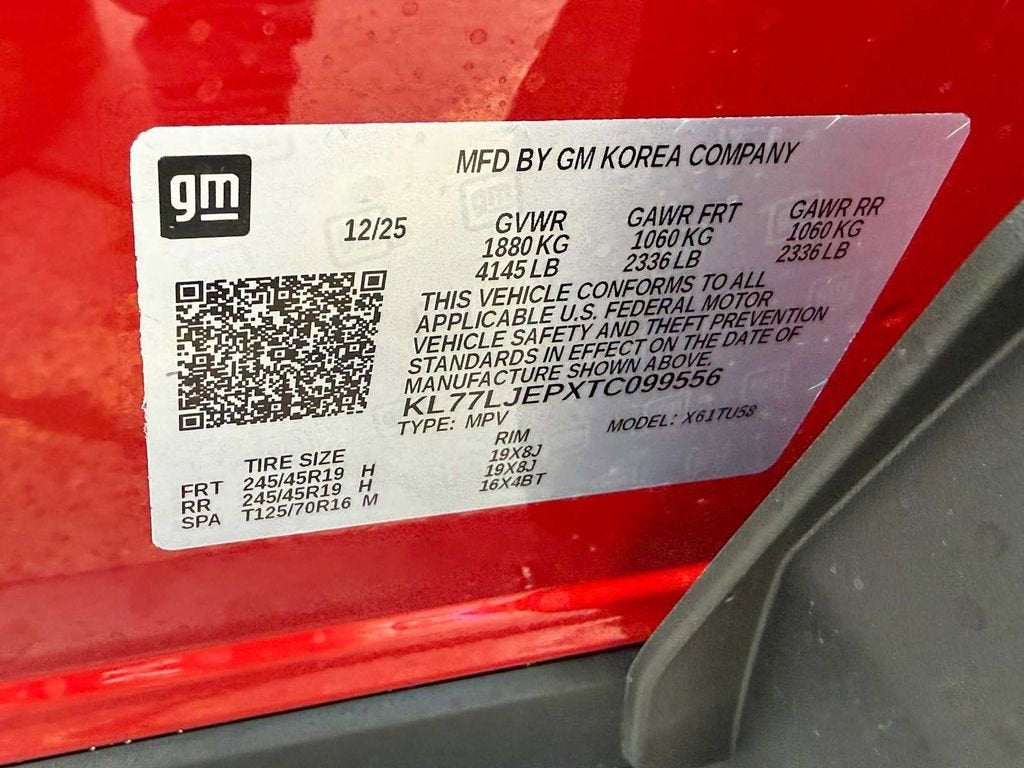 gm
MFD BY GM KOREA COMPANY
12/25
GVWR
1880 KG
4145 LB
GAWR FRT
1060 KG
2336 LB
GAWR RR
1060 KG
2336 LB
THIS VEHICLE CONFORMS TO ALL
APPLICABLE U.S. FEDERAL MOTOR
VEHICLE SAFETY AND THEFT PREVENTION
STANDARDS IN EFFECT ON THE DATE OF
MANUFACTURE SHOWN ABOVE.
KL77LJEPXTC099556
TYPE: MPV MODEL: X61TU58
TIRE SIZE RIM
FRT 245/45R19 H 19X8J
RR 245/45R19 H 19X8J
SPA T125/70R16 M 16X4BT